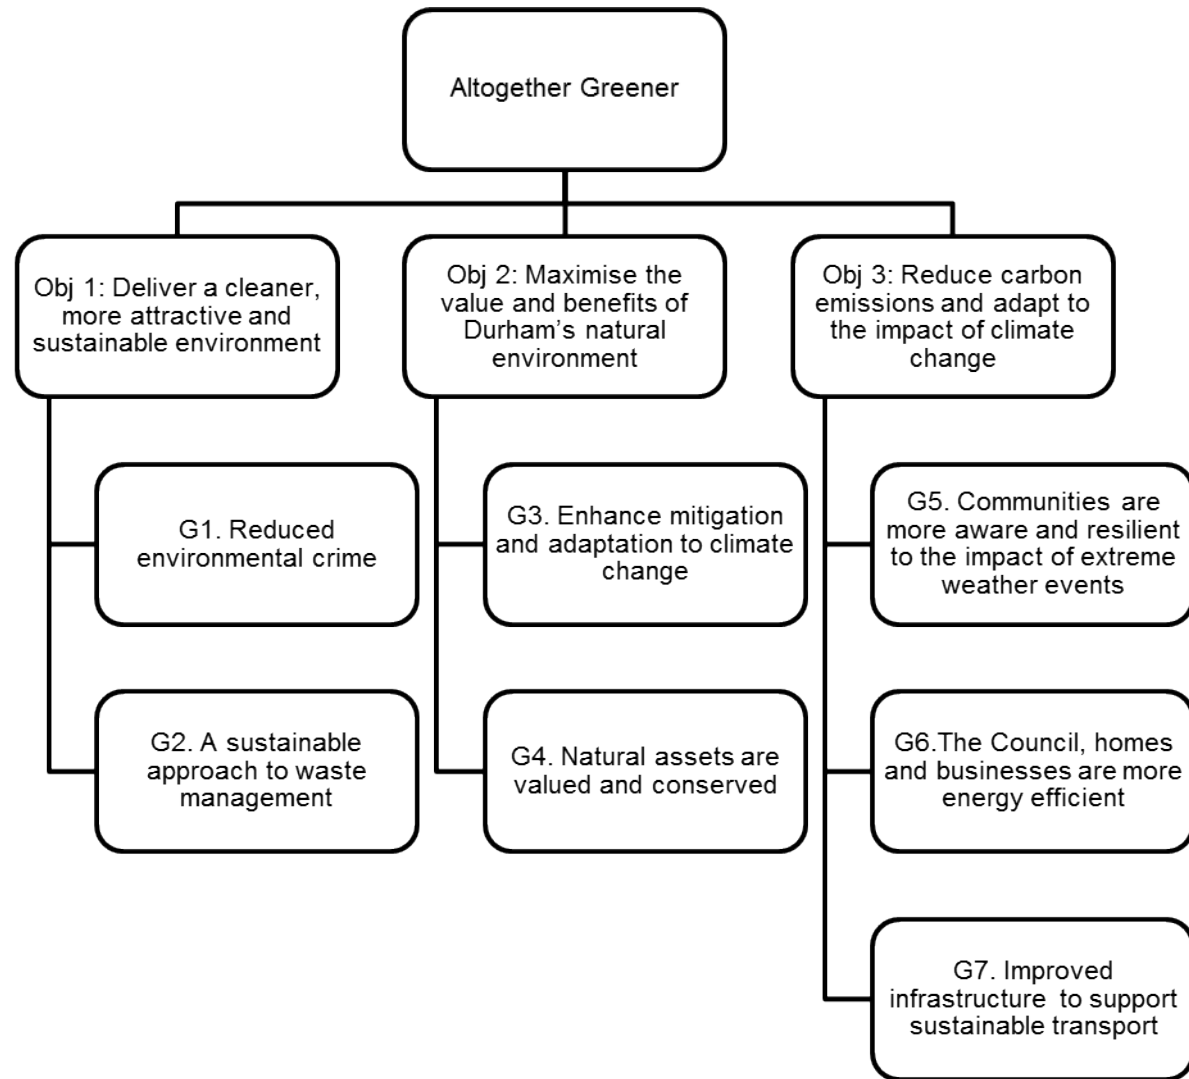 Altogether Greener
Obj 1: Deliver a cleaner,
more attractive and
sustainable environment
Obj 2: Maximise the
value and benefits of
Durham’s natural
environment
Obj 3: Reduce carbon
emissions and adapt to
the impact of climate
change
G1. Reduced
environmental crime
G2. A sustainable
approach to waste
management
G3. Enhance mitigation
and adaptation to climate
change
G4. Natural assets are
valued and conserved
G5. Communities are
more aware and resilient
to the impact of extreme
weather events
G6.The Council, homes
and businesses are more
energy efficient
G7. Improved
infrastructure to support
sustainable transport